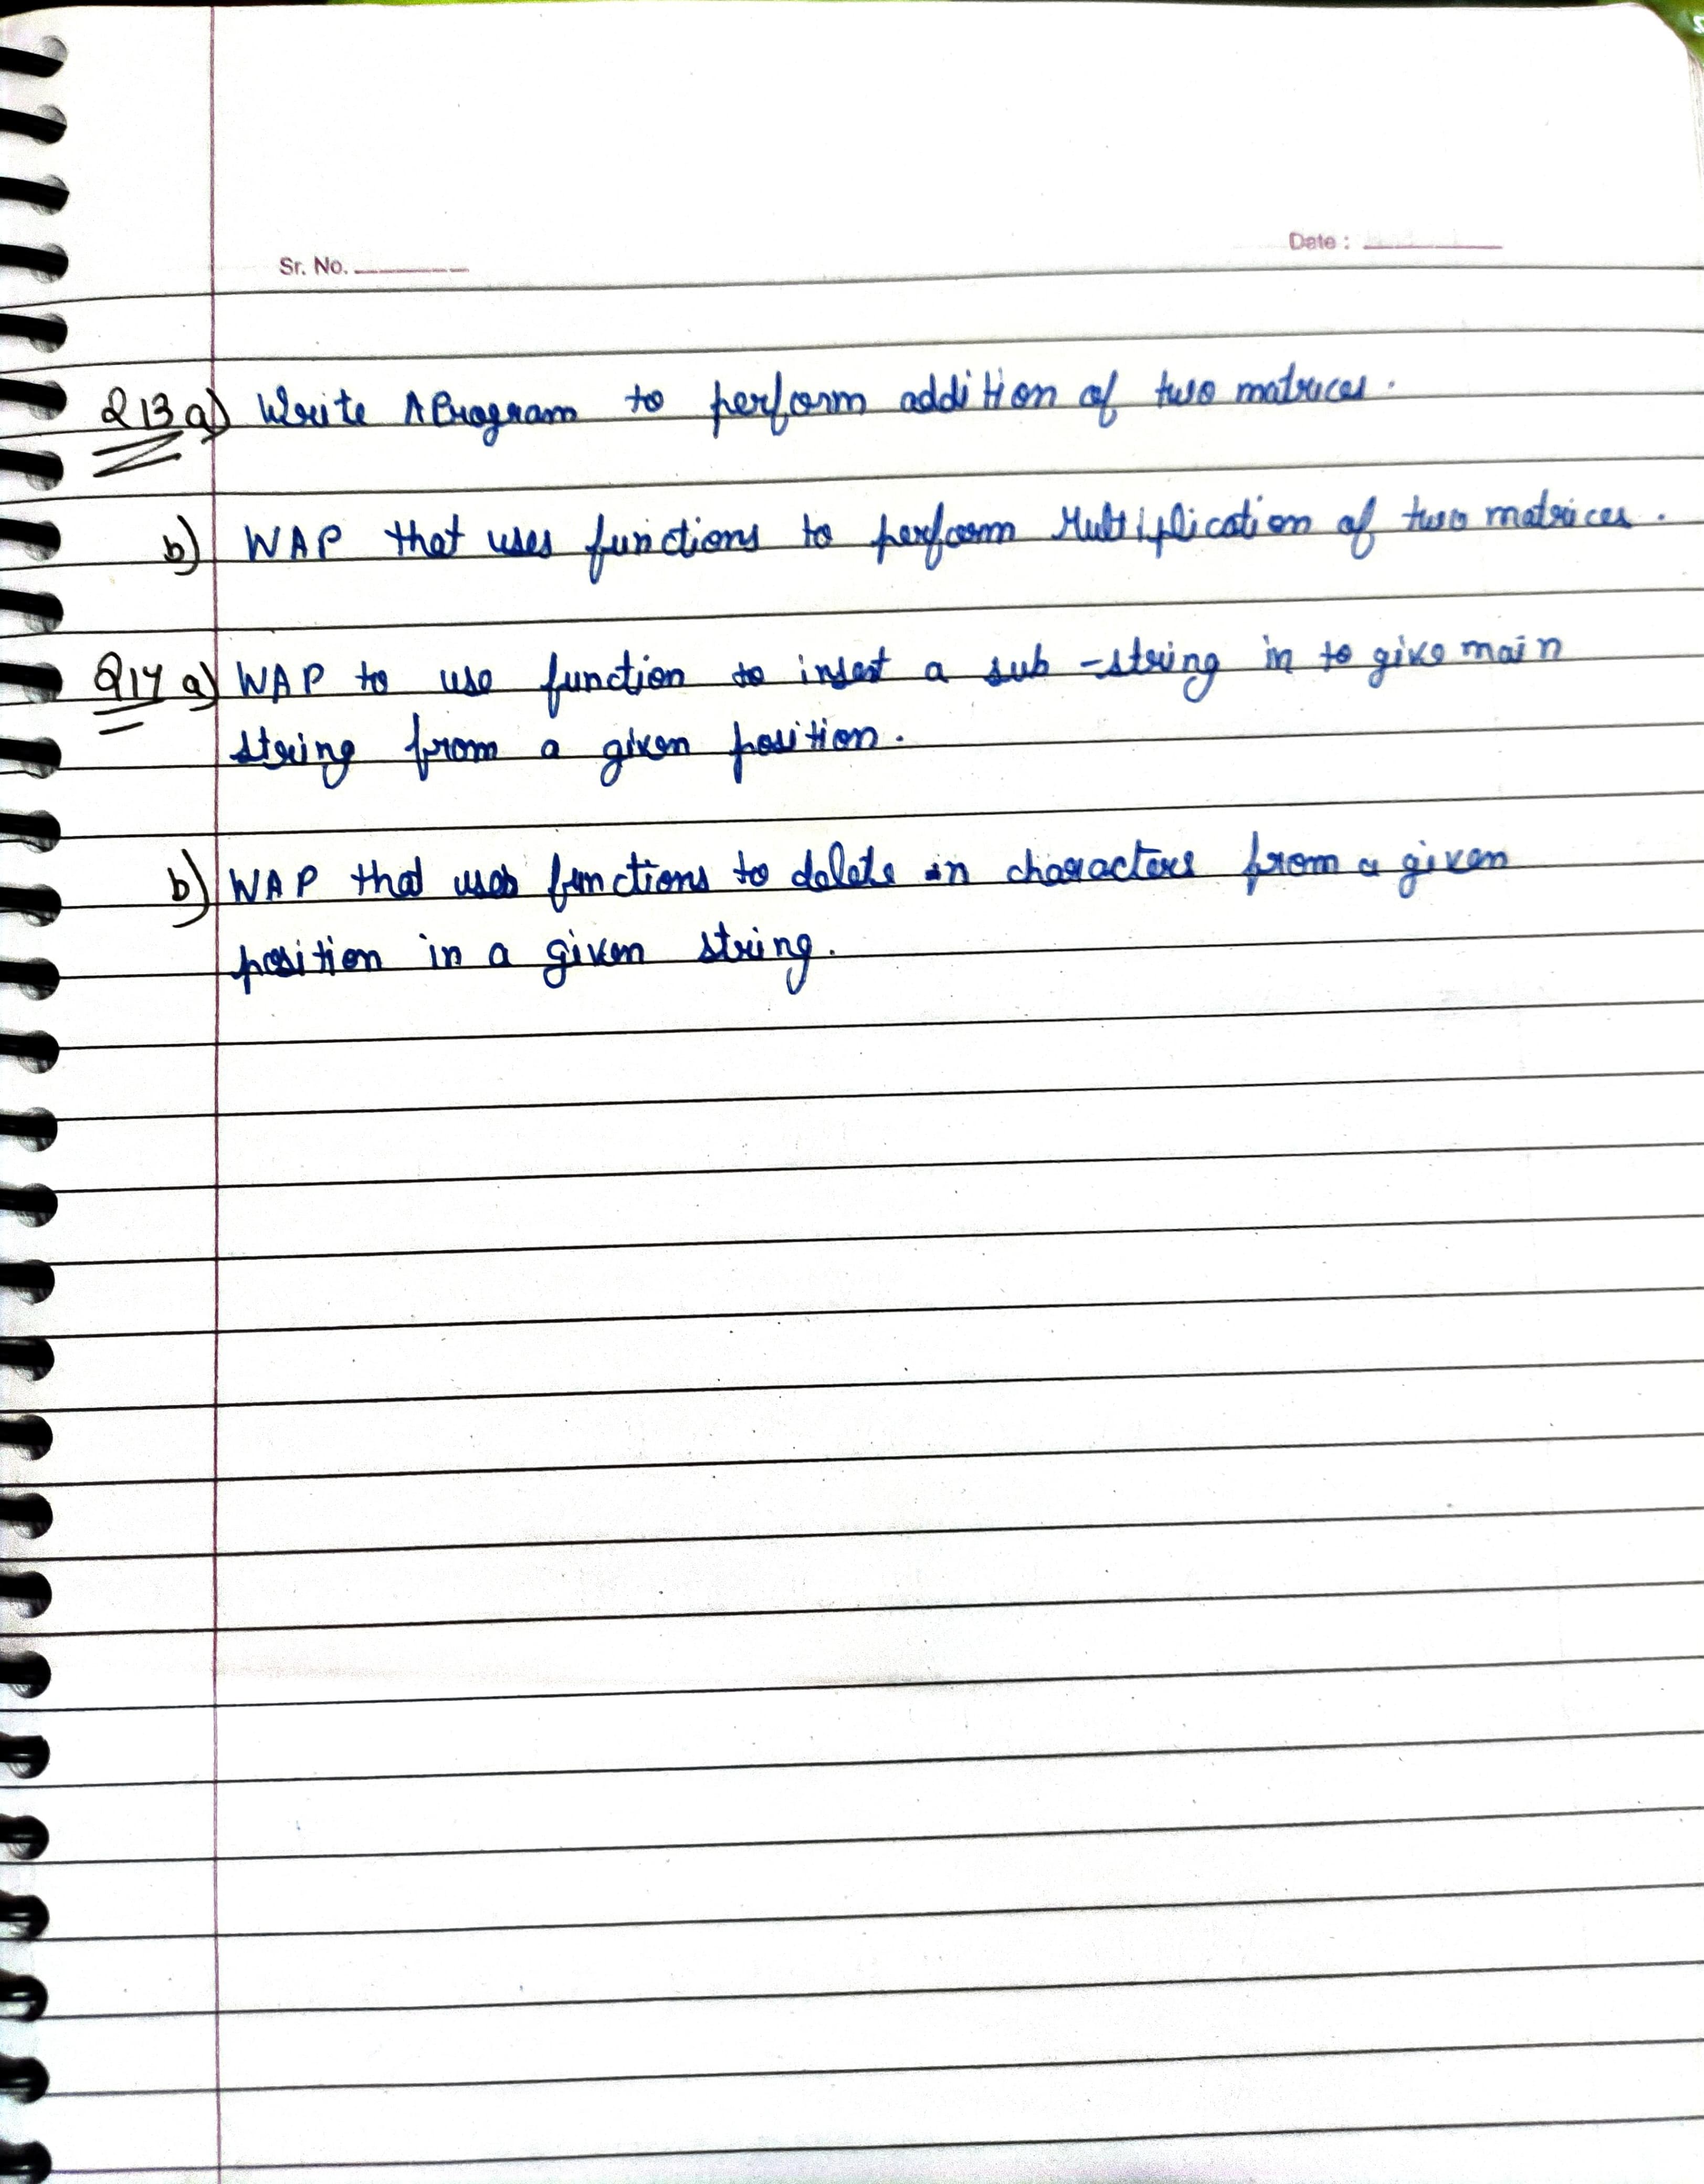 Sr. No.
Date :
Q13 a) Write A Program to perform addition of two matrices.
b) WAP that uses functions to perform Multiplication of two matrices.
Q14 a) WAP to use function to insert a sub-string in to give main
string from a given position.
b) WAP that uses functions to delete n characters from a given
position in a given string.